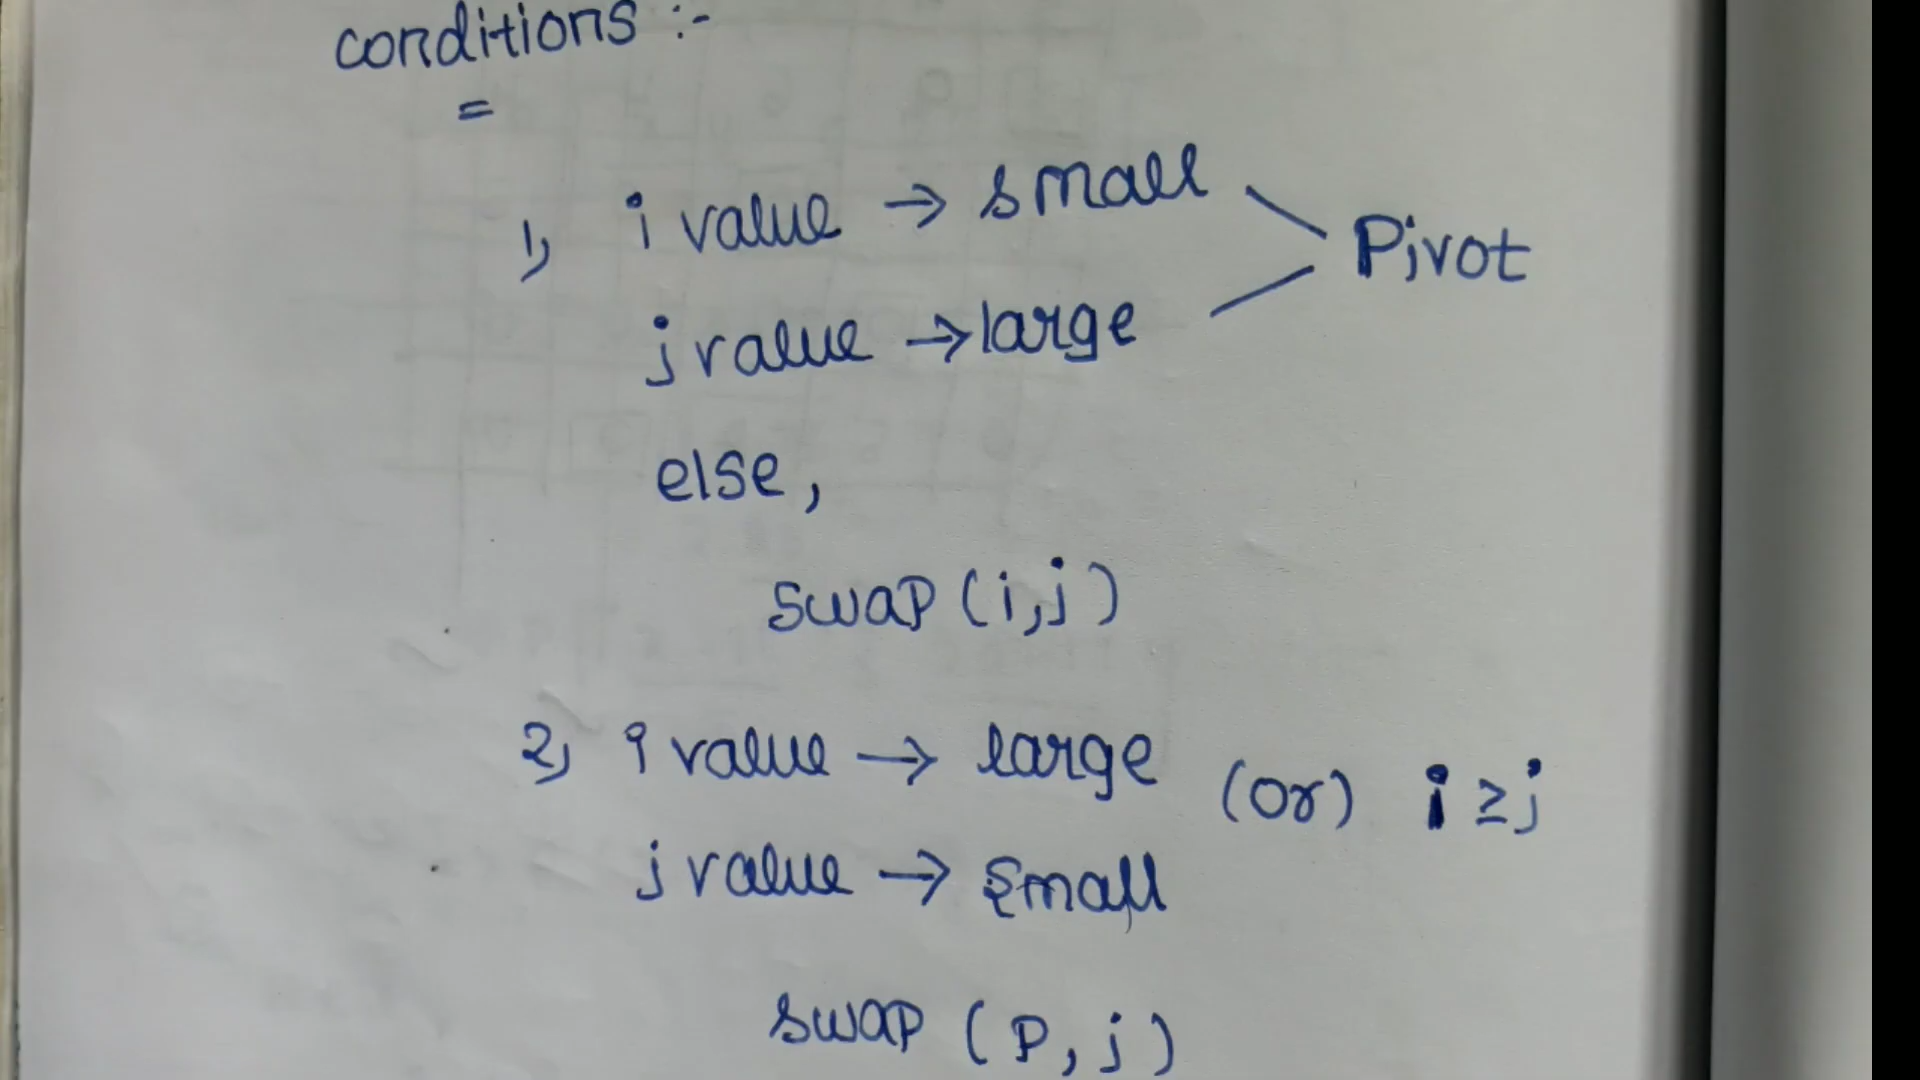 conditions :-
=
1, i value → small
Pivot
j value → large
else,
swap (i,j)
2, i value → large
(or) i ≥ j
j value → small
swap (P, j)